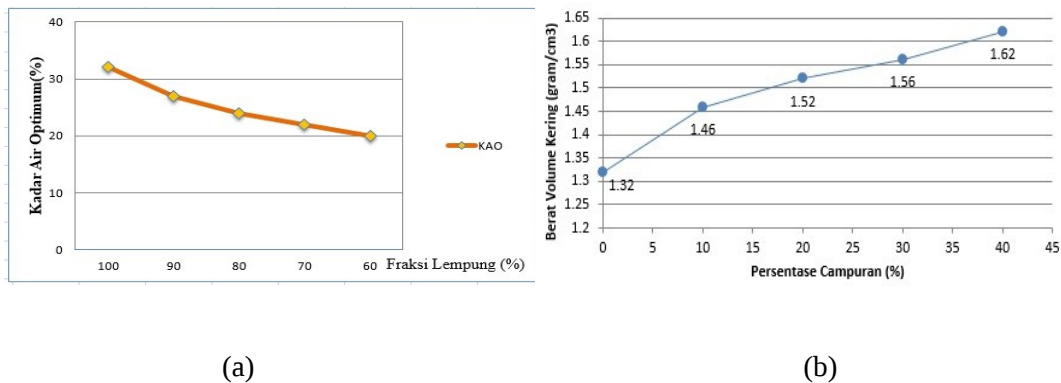 40
30
20
10
0
Kadar Air Optimum(%)
100 90 80 70 60 Fraksi Lempung (%)
KAO
1.65
1.6
1.55
1.5
1.45
1.4
1.35
1.3
1.25
1.2
Berat Volume Kering (gram/cm3)
1.32
1.46
1.52
1.56
1.62
0 5 10 15 20 25 30 35 40 45
Persentase Campuran (%)
(a) (b)